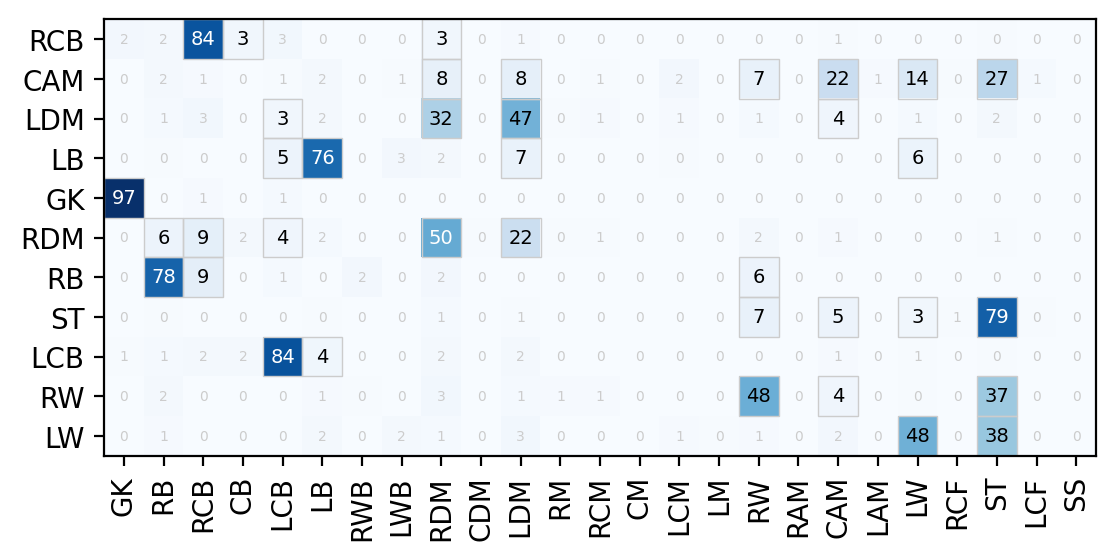 RCB 2 2 84 3 3 0 0 0 3 0 1 0 0 0 0 0 0 0 1 0 0 0 0 0 0
CAM 0 2 1 0 1 2 0 1 8 0 8 0 1 0 2 0 7 0 22 1 14 0 27 1 0
LDM 0 1 3 0 3 2 0 0 32 0 47 0 1 0 1 0 1 0 4 0 1 0 2 0 0
LB 0 0 0 0 5 76 0 3 2 0 7 0 0 0 0 0 0 0 0 0 6 0 0 0 0
GK 97 0 1 0 1 0 0 0 0 0 0 0 0 0 0 0 0 0 0 0 0 0 0 0 0
RDM 0 6 9 2 4 2 0 0 50 0 22 0 1 0 0 0 2 0 1 0 0 0 1 0 0
RB 0 78 9 0 1 0 2 0 2 0 0 0 0 0 0 0 6 0 0 0 0 0 0 0 0
ST 0 0 0 0 0 0 0 0 1 0 1 0 0 0 0 0 7 0 5 0 3 1 79 0 0
LCB 1 1 2 2 84 4 0 0 2 0 2 0 0 0 0 0 0 0 1 0 1 0 0 0 0
RW 0 2 0 0 0 1 0 0 3 0 1 1 1 0 0 0 48 0 4 0 0 0 37 0 0
LW 0 1 0 0 0 2 0 2 1 0 3 0 0 0 1 0 1 0 2 0 48 0 38 0 0
GK RB RCB CB LCB LB RWB LWB RDM CDM LDM RM RCM CM LCM LM RW RAM CAM LAM LW RCF ST LCF SS